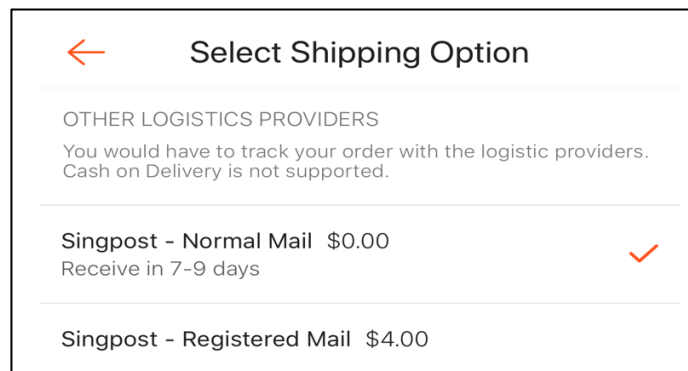 Select Shipping Option
OTHER LOGISTICS PROVIDERS
You would have to track your order with the logistic providers.
Cash on Delivery is not supported.
Singpost - Normal Mail $0.00
Receive in 7-9 days
Singpost - Registered Mail $4.00